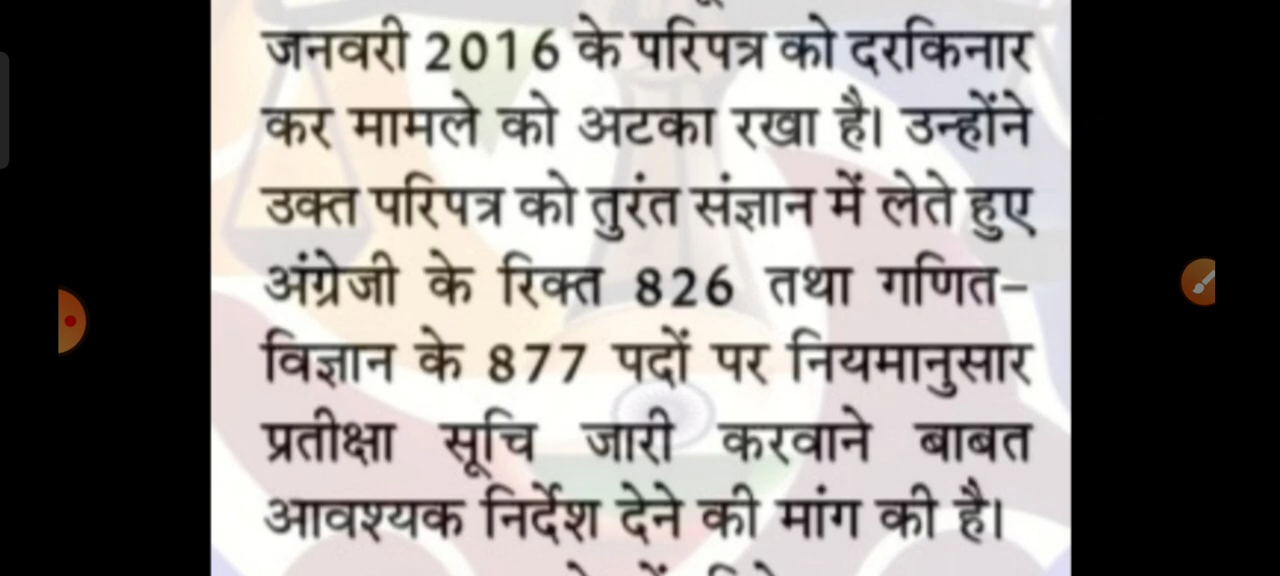 जनवरी 2016 के परिपत्र को दरकिनार
कर मामले को अटका रखा है। उन्होंने
उक्त परिपत्र को तुरंत संज्ञान में लेते हुए
अंग्रेजी के रिक्त 826 तथा गणित-
विज्ञान के 877 पदों पर नियमानुसार
प्रतीक्षा सूचि जारी करवाने बाबत
आवश्यक निर्देश देने की मांग की है।